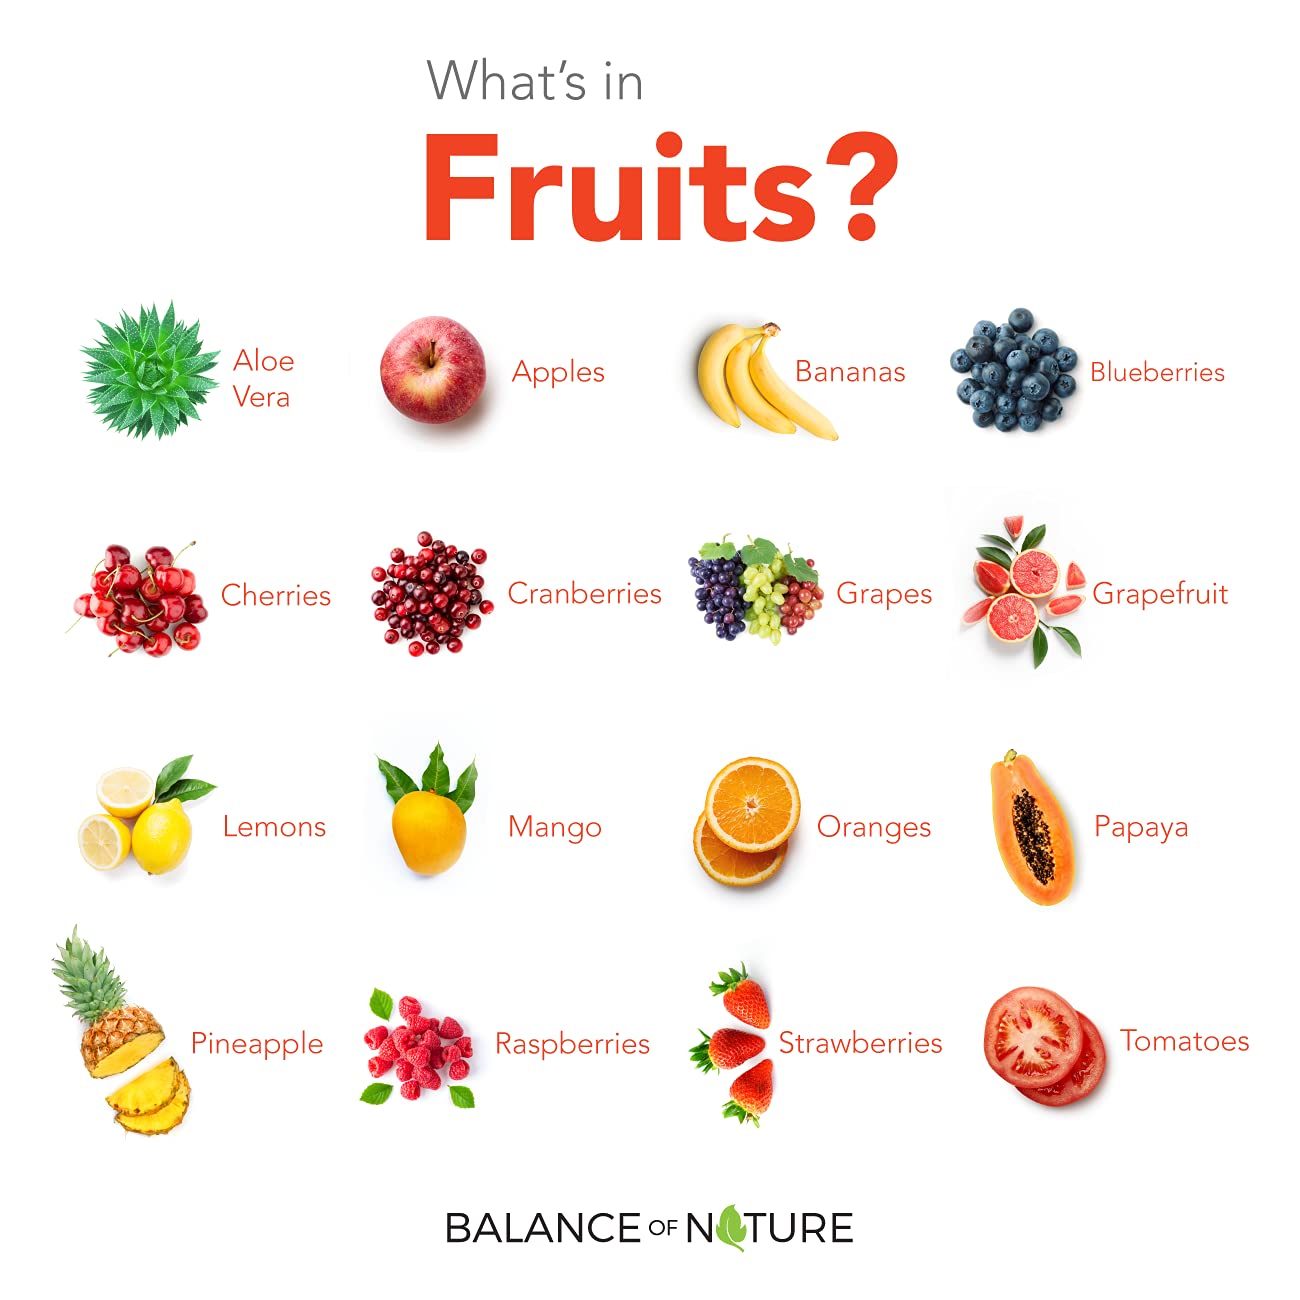 What's in
Fruits?
Aloe
Vera
Apples
Bananas
Blueberries
Cherries
Cranberries
Grapes
Grapefruit
Lemons
Mango
Oranges
Papaya
Pineapple
Raspberries
Strawberries
Tomatoes
BALANCE OF NATURE